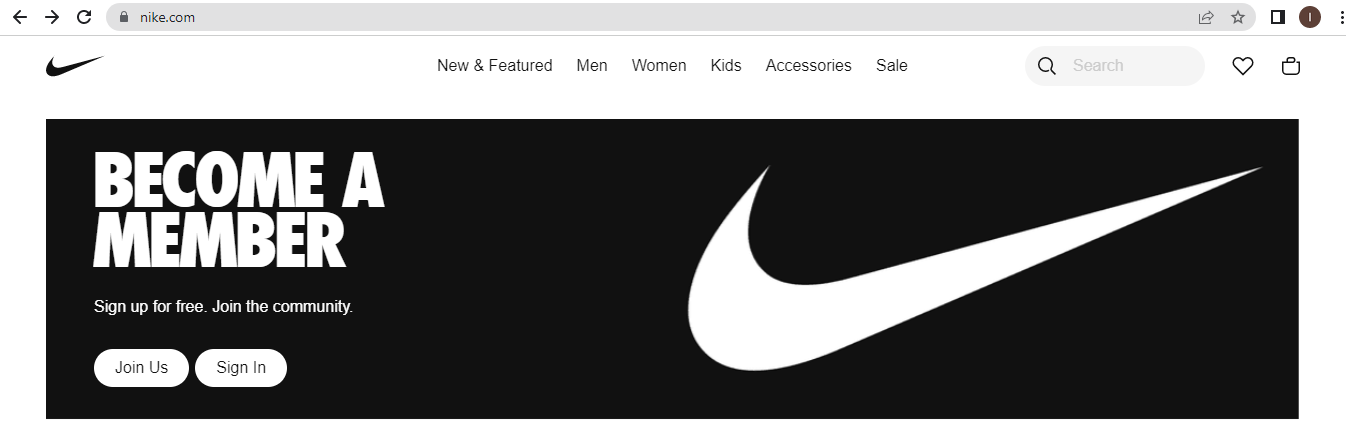 nike.com
I
New & Featured Men Women Kids Accessories Sale Search
BECOME A
MEMBER
Sign up for free. Join the community.
Join Us Sign In